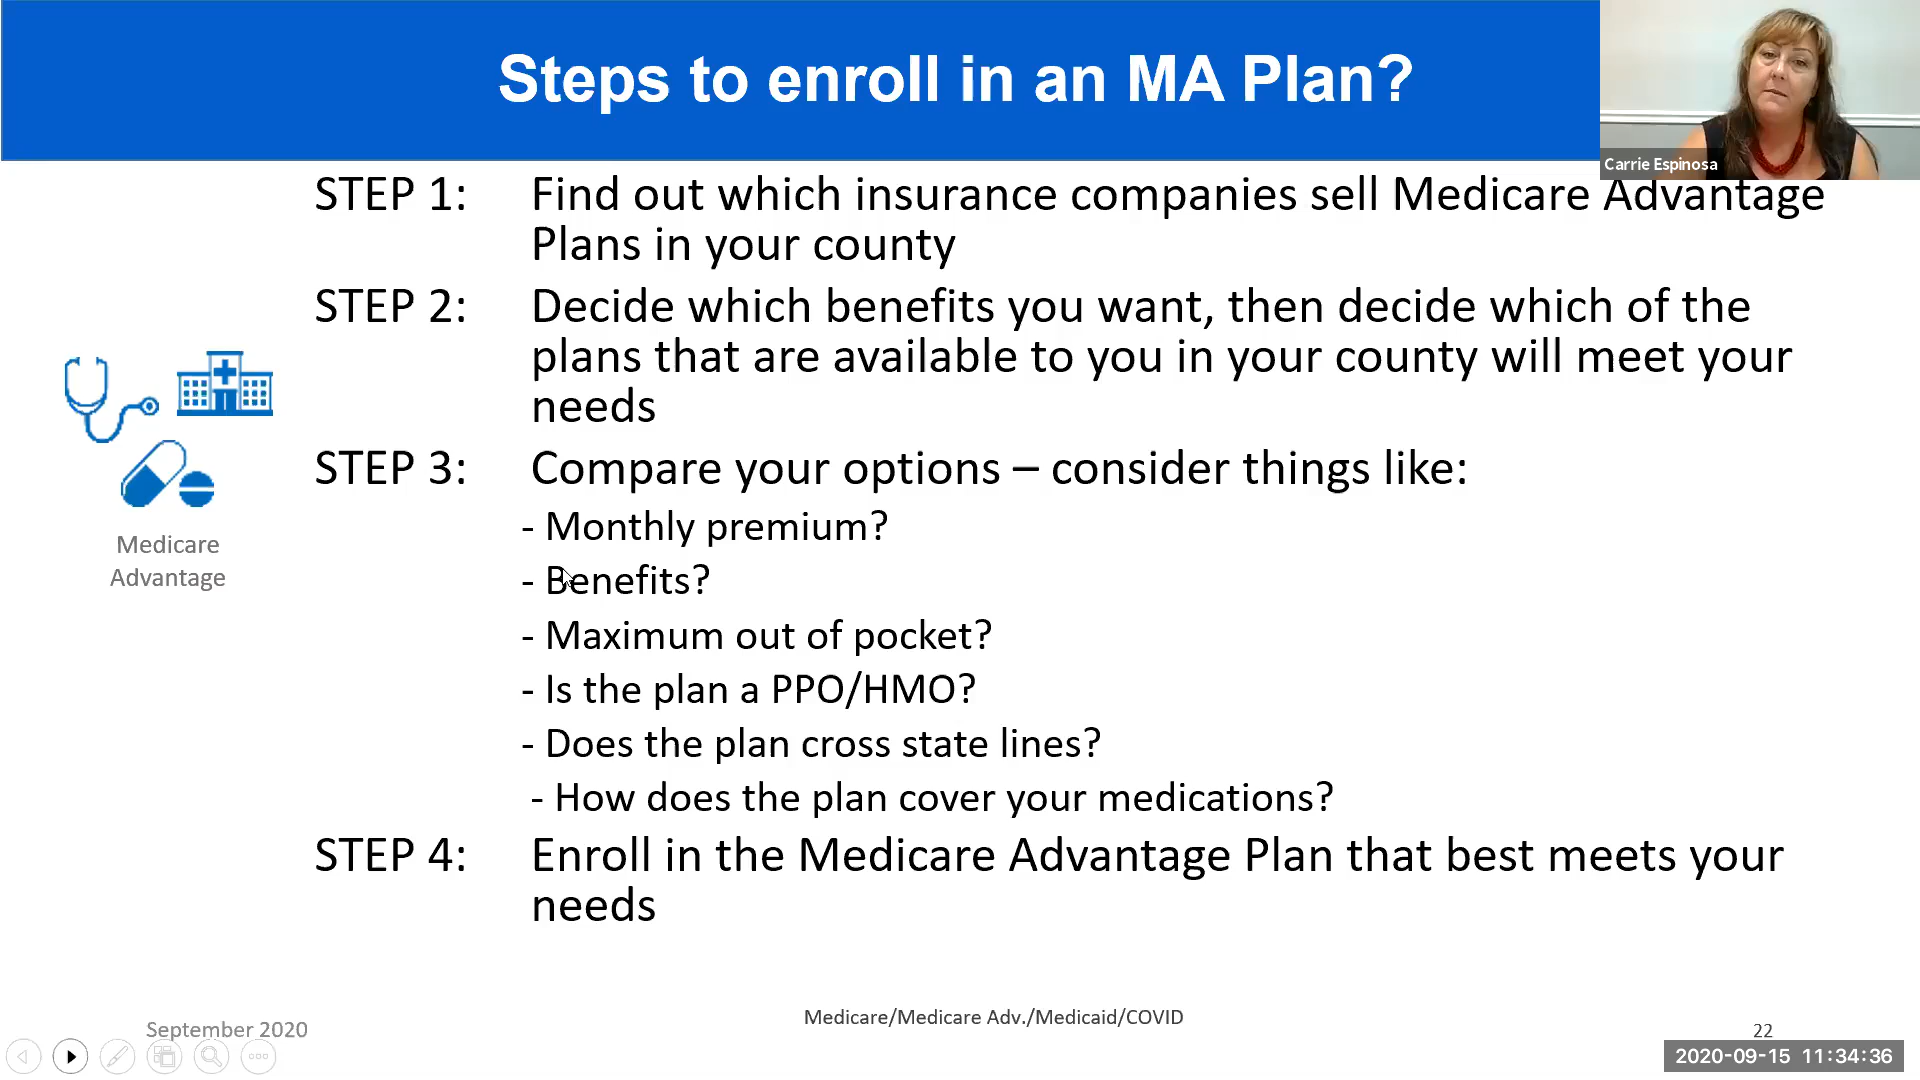 Steps to enroll in an MA Plan?
Carrie Espinosa
STEP 1: Find out which insurance companies sell Medicare Advantage
Plans in your county
STEP 2: Decide which benefits you want, then decide which of the
plans that are available to you in your county will meet your
needs
STEP 3: Compare your options – consider things like:
- Monthly premium?
- Benefits?
- Maximum out of pocket?
- Is the plan a PPO/HMO?
- Does the plan cross state lines?
- How does the plan cover your medications?
STEP 4: Enroll in the Medicare Advantage Plan that best meets your
needs
Medicare
Advantage
September 2020
Medicare/Medicare Adv./Medicaid/COVID
22
2020-09-15 11:34:36